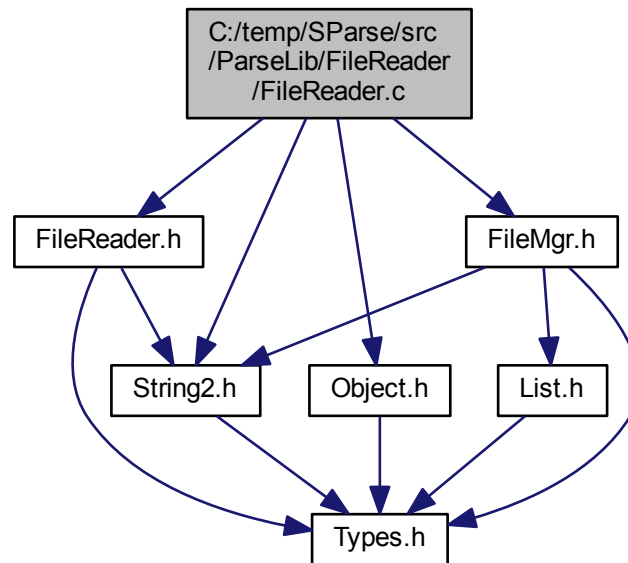 C:/temp/SParse/src
/ParseLib/FileReader
/FileReader.c
FileReader.h
FileMgr.h
String2.h
Object.h
List.h
Types.h